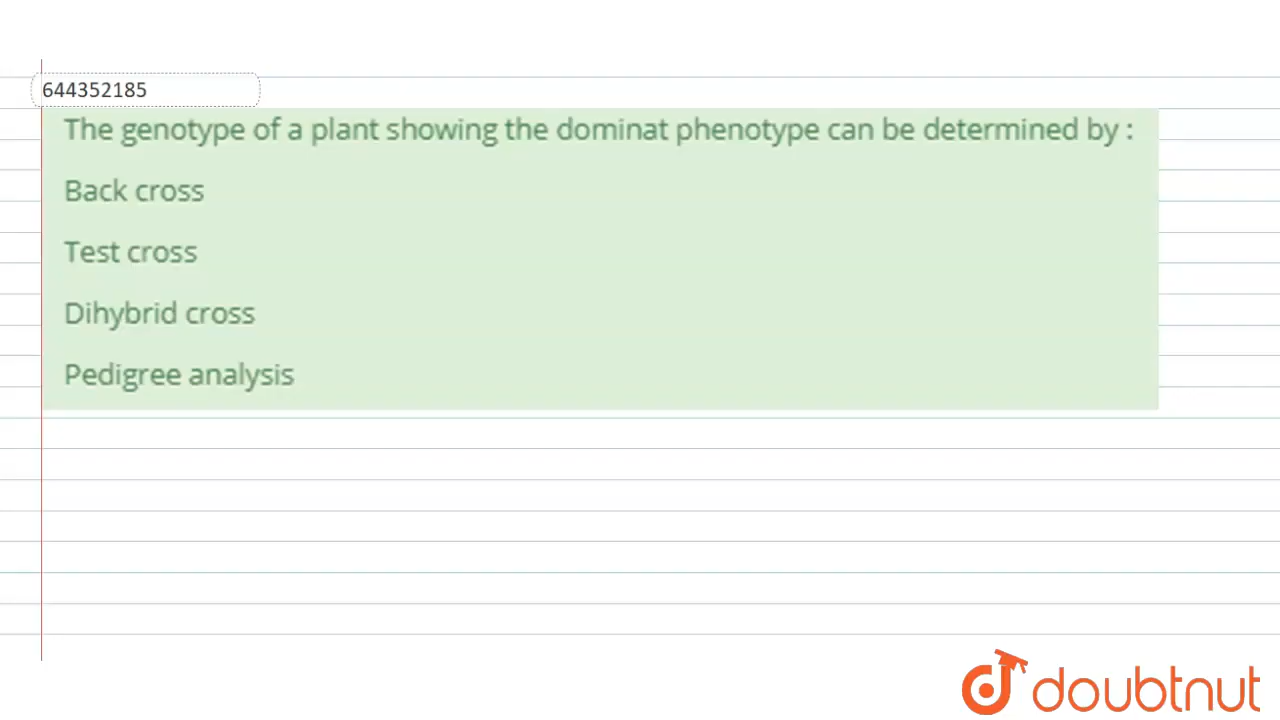 644352185
The genotype of a plant showing the dominat phenotype can be determined by :
Back cross
Test cross
Dihybrid cross
Pedigree analysis
doubtnut